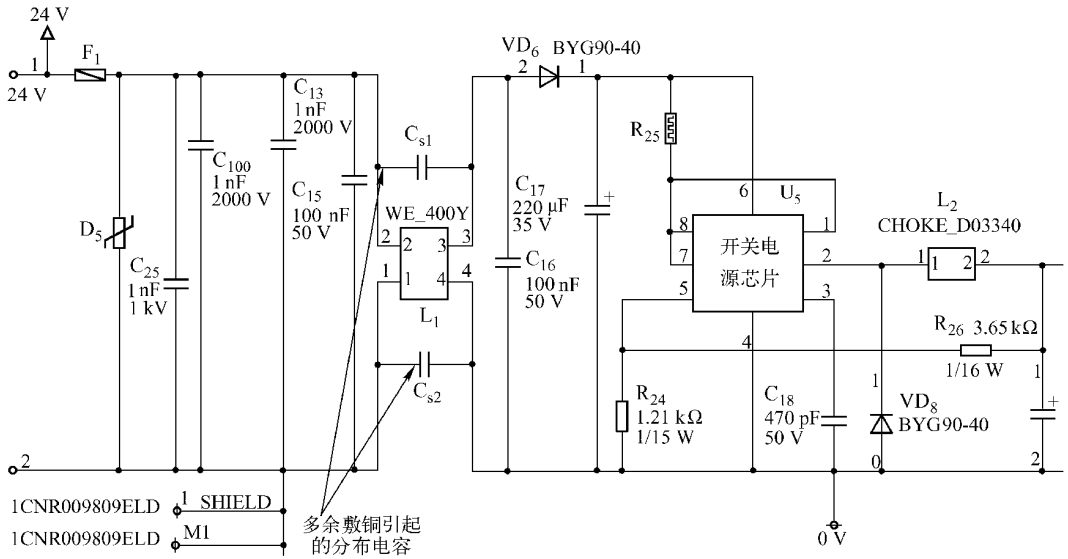 24 V
1
F1
24 V
D5
C25
1 nF
1 kV
C100
1 nF
2000 V
C13
1 nF
2000 V
C15
100 nF
50 V
Cs1
WE_400Y
2 2 3 3
1 1 4 4
L1
Cs2
C16
100 nF
50 V
VD6 BYG90-40
2 1
C17
220 μF
35 V
+
R25
6 U5
8 1
7 2
5 3
4
开关电
源芯片
L2
CHOKE_D03340
1 1 2 2
R26 3.65 kΩ
1/16 W
R24
1.21 kΩ
1/15 W
C18
470 pF
50 V
1
VD8
BYG90-40
0
1
+
2
2
1CNR009809ELD 1 SHIELD
1CNR009809ELD M1
多余敷铜引起
的分布电容
0 V